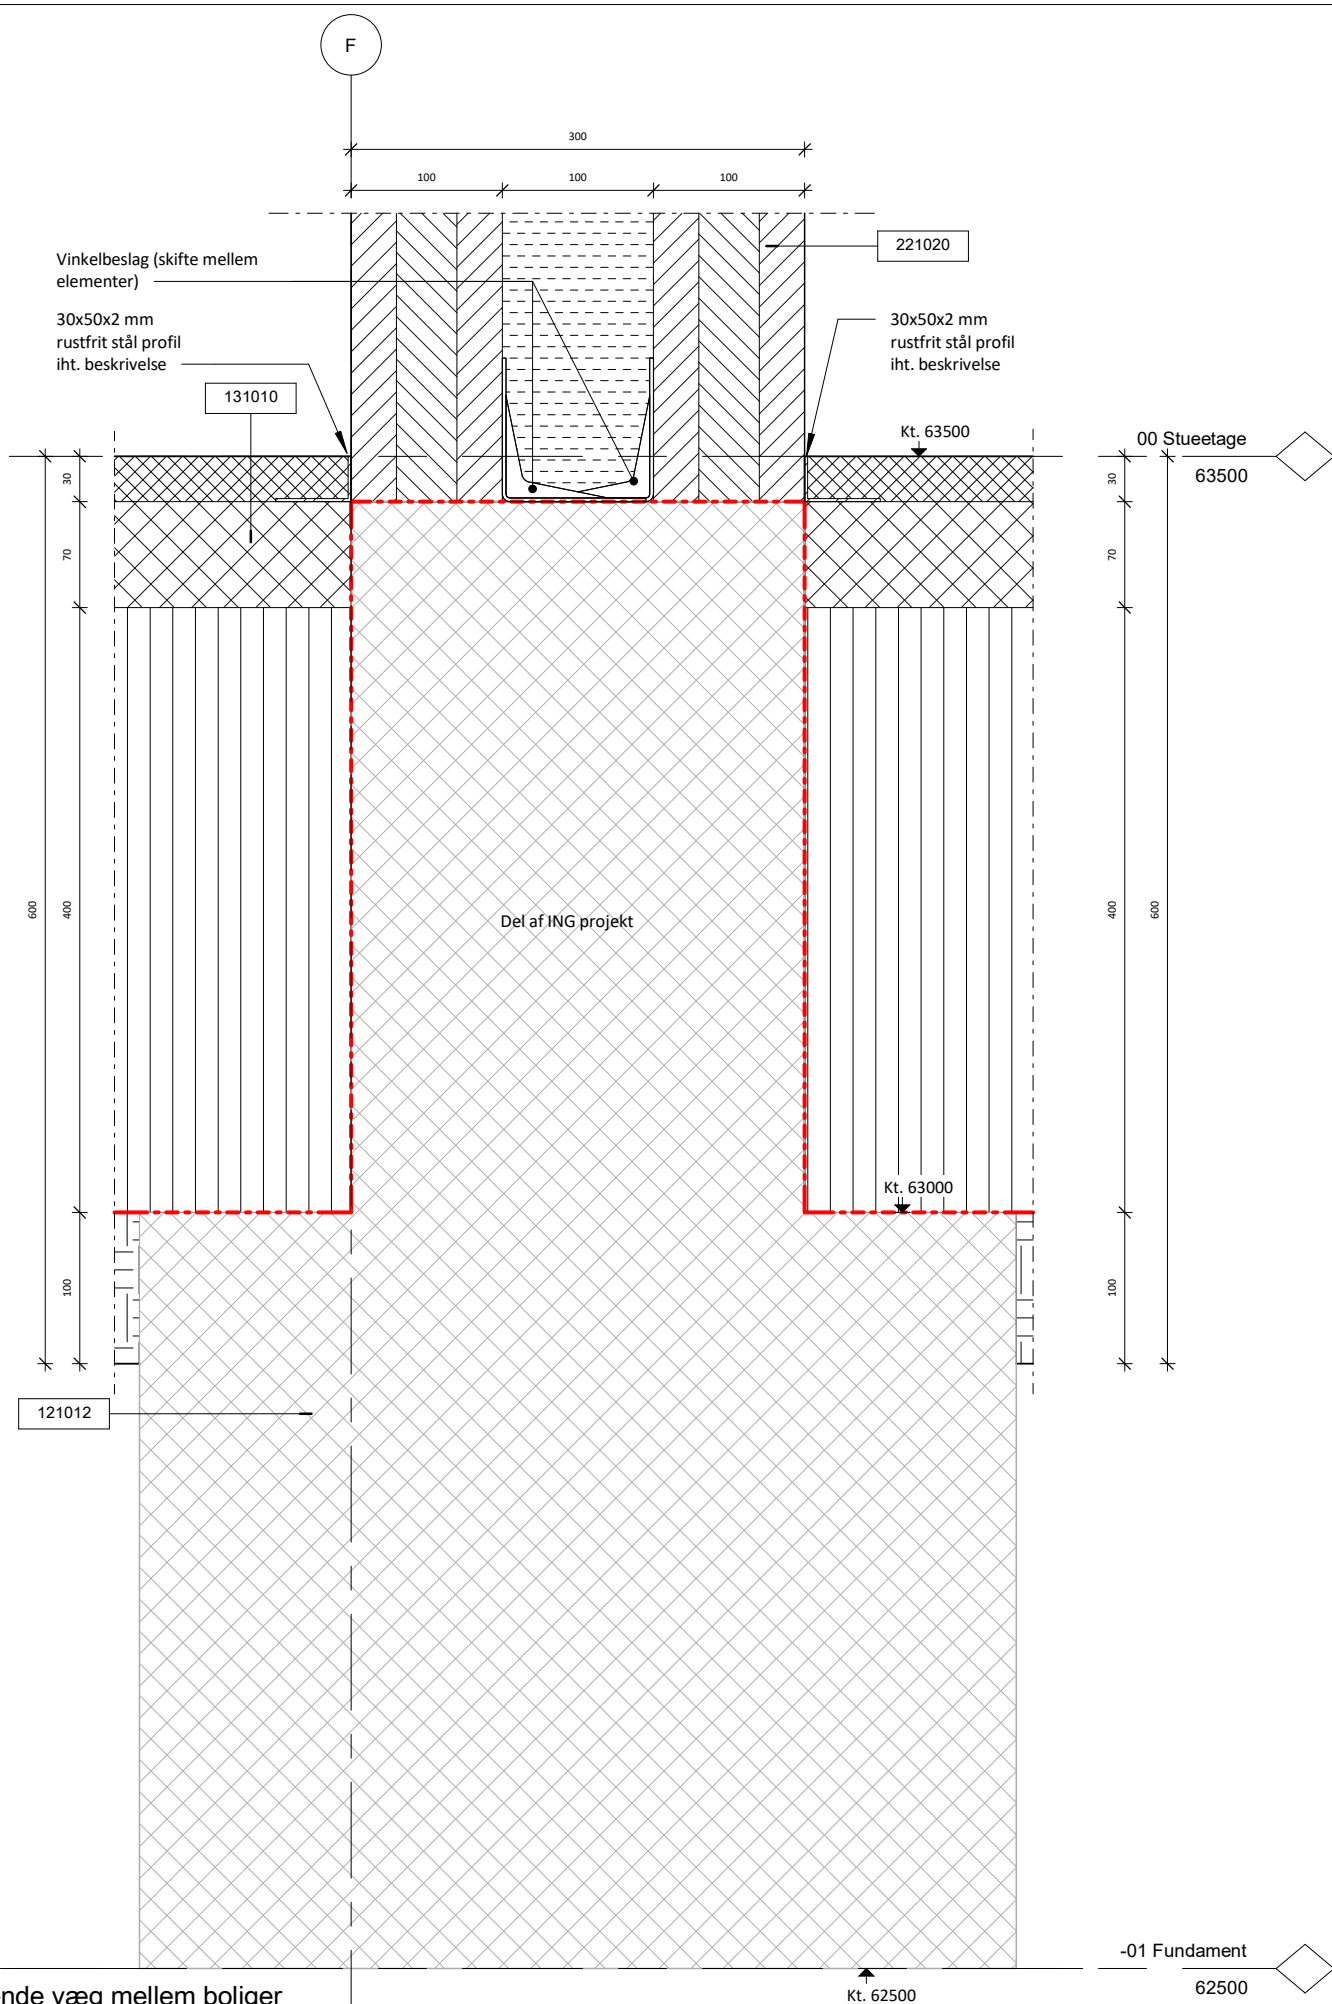 F
300
100
100
100
221020
Vinkelbeslag (skifte mellem
elementer)
30x50x2 mm
rustfrit stål profil
iht. beskrivelse
30x50x2 mm
rustfrit stål profil
iht. beskrivelse
131010
Kt. 63500
00 Stueetage
63500
30
30
70
70
600
400
Del af ING projekt
400
600
Kt. 63000
100
100
121012
-01 Fundament
62500
Kt. 62500
væg mellem boliger